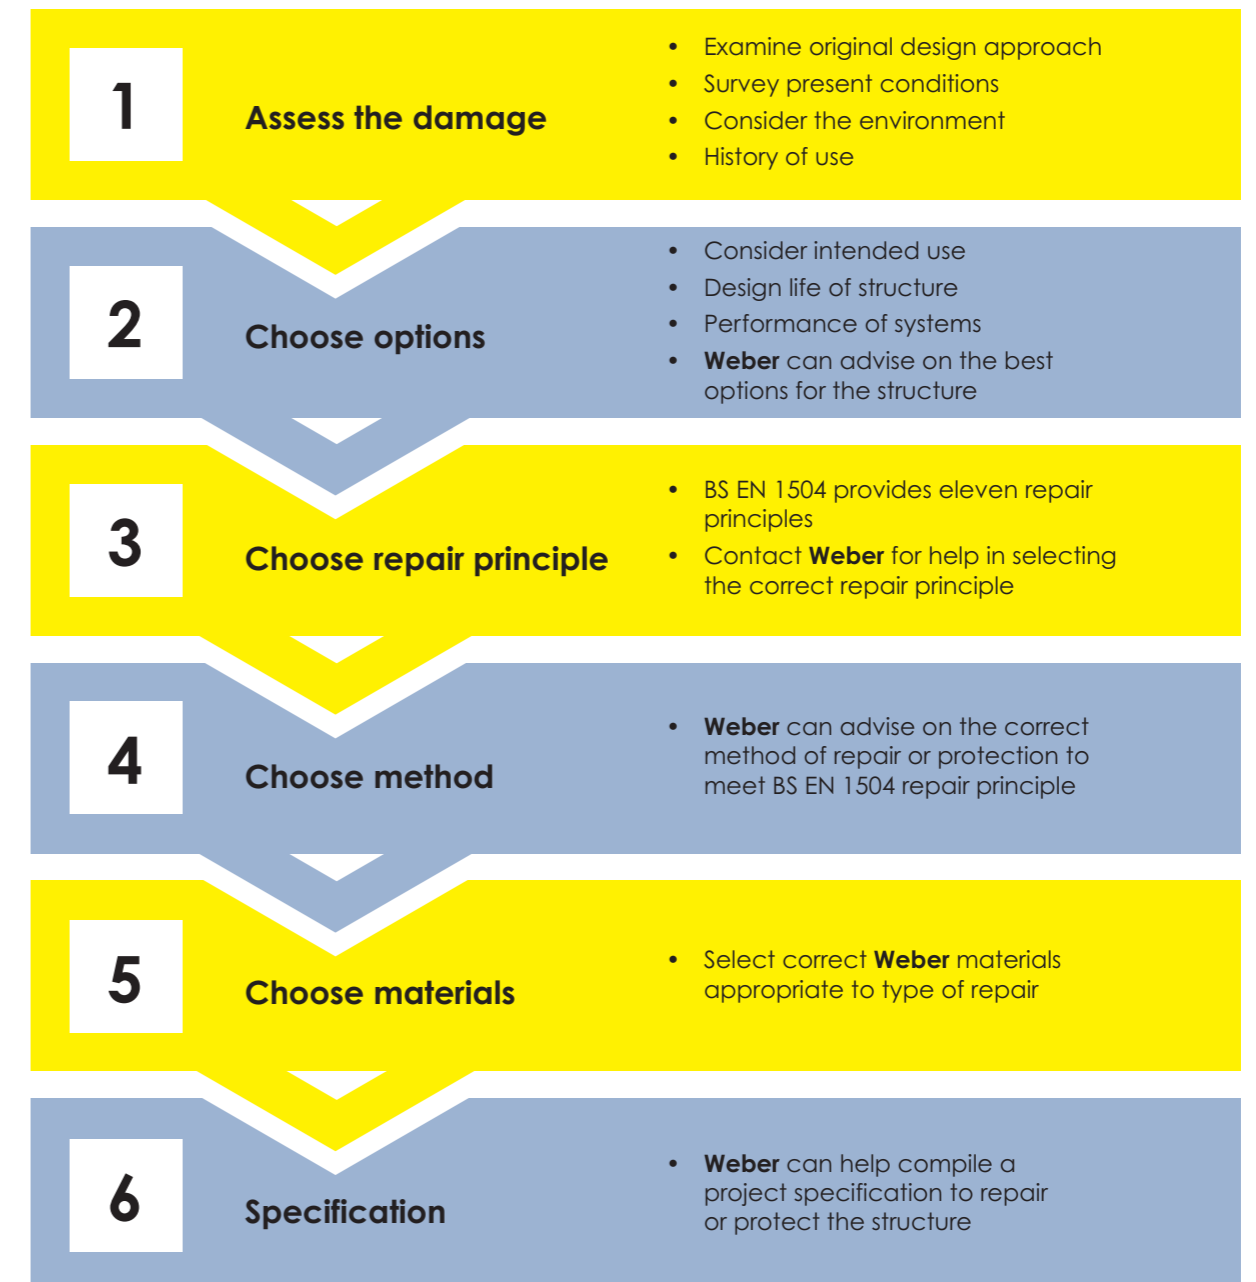 1
Assess the damage
• Examine original design approach
• Survey present conditions
• Consider the environment
• History of use
2
Choose options
• Consider intended use
• Design life of structure
• Performance of systems
• Weber can advise on the best
options for the structure
3
Choose repair principle
• BS EN 1504 provides eleven repair
principles
• Contact Weber for help in selecting
the correct repair principle
4
Choose method
• Weber can advise on the correct
method of repair or protection to
meet BS EN 1504 repair principle
5
Choose materials
• Select correct Weber materials
appropriate to type of repair
6
Specification
• Weber can help compile a
project specification to repair
or protect the structure